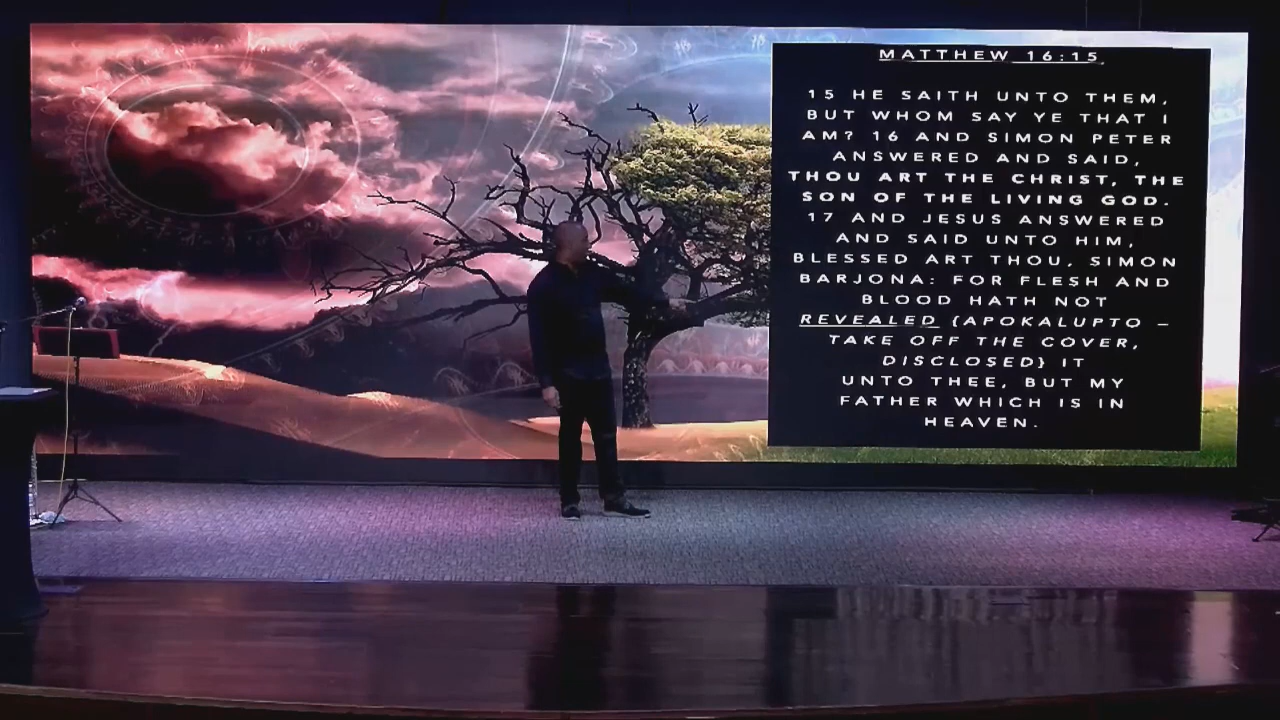 MATTHEW 16:15
15 HE SAITH UNTO THEM,
BUT WHOM SAY YE THAT I
AM? 16 AND SIMON PETER
ANSWERED AND SAID,
THOU ART THE CHRIST, THE
SON OF THE LIVING GOD.
17 AND JESUS ANSWERED
AND SAID UNTO HIM,
BLESSED ART THOU, SIMON
BARJONA: FOR FLESH AND
BLOOD HATH NOT
REVEALED {APOKALUPTO –
TAKE OFF THE COVER,
DISCLOSED} IT
UNTO THEE, BUT MY
FATHER WHICH IS IN
HEAVEN.